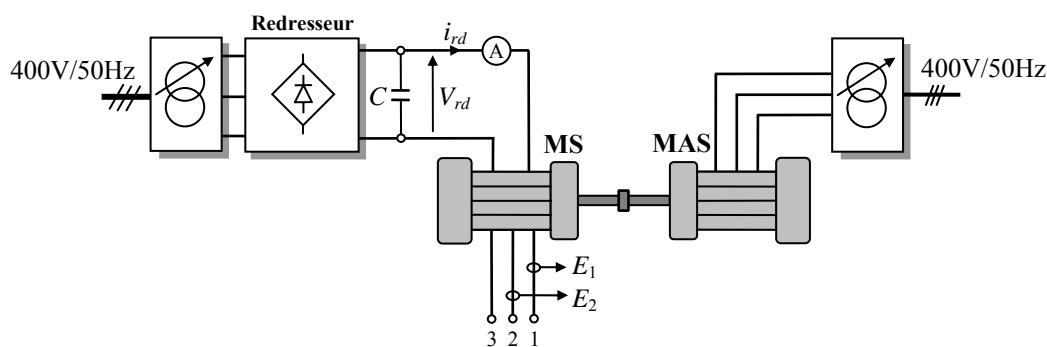 Redresseur
400V/50Hz
i_rd
A
C
V_rd
400V/50Hz
MS
MAS
E_1
E_2
3 2 1